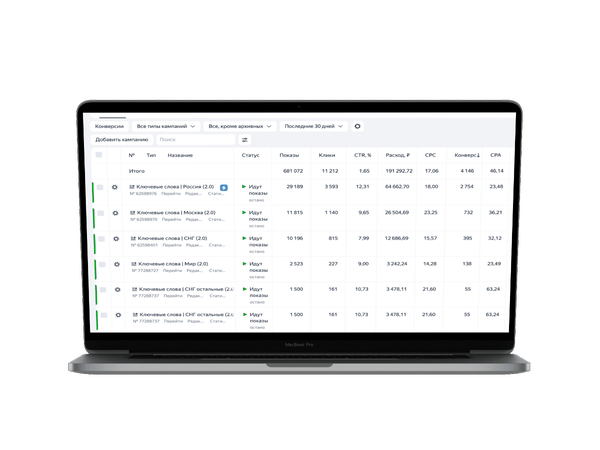 Конверсии Все типы кампаний Все, кроме архивных Последние 30 дней
Добавить кампанию Поиск
№ Тип Название Статус Показы Клики CTR, % Расход, ₽ CPC Конверс↓ CPA
Итого 681 072 11 212 1,65 191 292,72 17,06 4 146 46,14
Ключевые слова | Россия (2.0) Идут показы 29 189 3 593 12,31 64 662,70 18,00 2 754 23,48
Перейти Редак... Стати... остано
Ключевые слова | Москва (2.0) Идут показы 11 815 1 140 9,65 26 504,69 23,25 732 36,21
Перейти Редак... Стати... остано
Ключевые слова | СНГ (2.0) Идут показы 10 196 815 7,99 12 686,69 15,57 395 32,12
Перейти Редак... Стати... остано
Ключевые слова | Мир (2.0) Идут показы 2 523 227 9,00 3 242,24 14,28 138 23,49
№ 77288727 Перейти Редак... Стати... остано
Ключевые слова | СНГ остальные (2.0 Идут показы 1 500 161 10,73 3 478,11 21,60 55 63,24
№ 77288737 Перейти Редак... Стати... остано
Ключевые слова | СНГ остальные (2.0 Идут показы 1 500 161 10,73 3 478,11 21,60 55 63,24
№ 77288737 Перейти Редак... Стати... остано
MacBook Pro